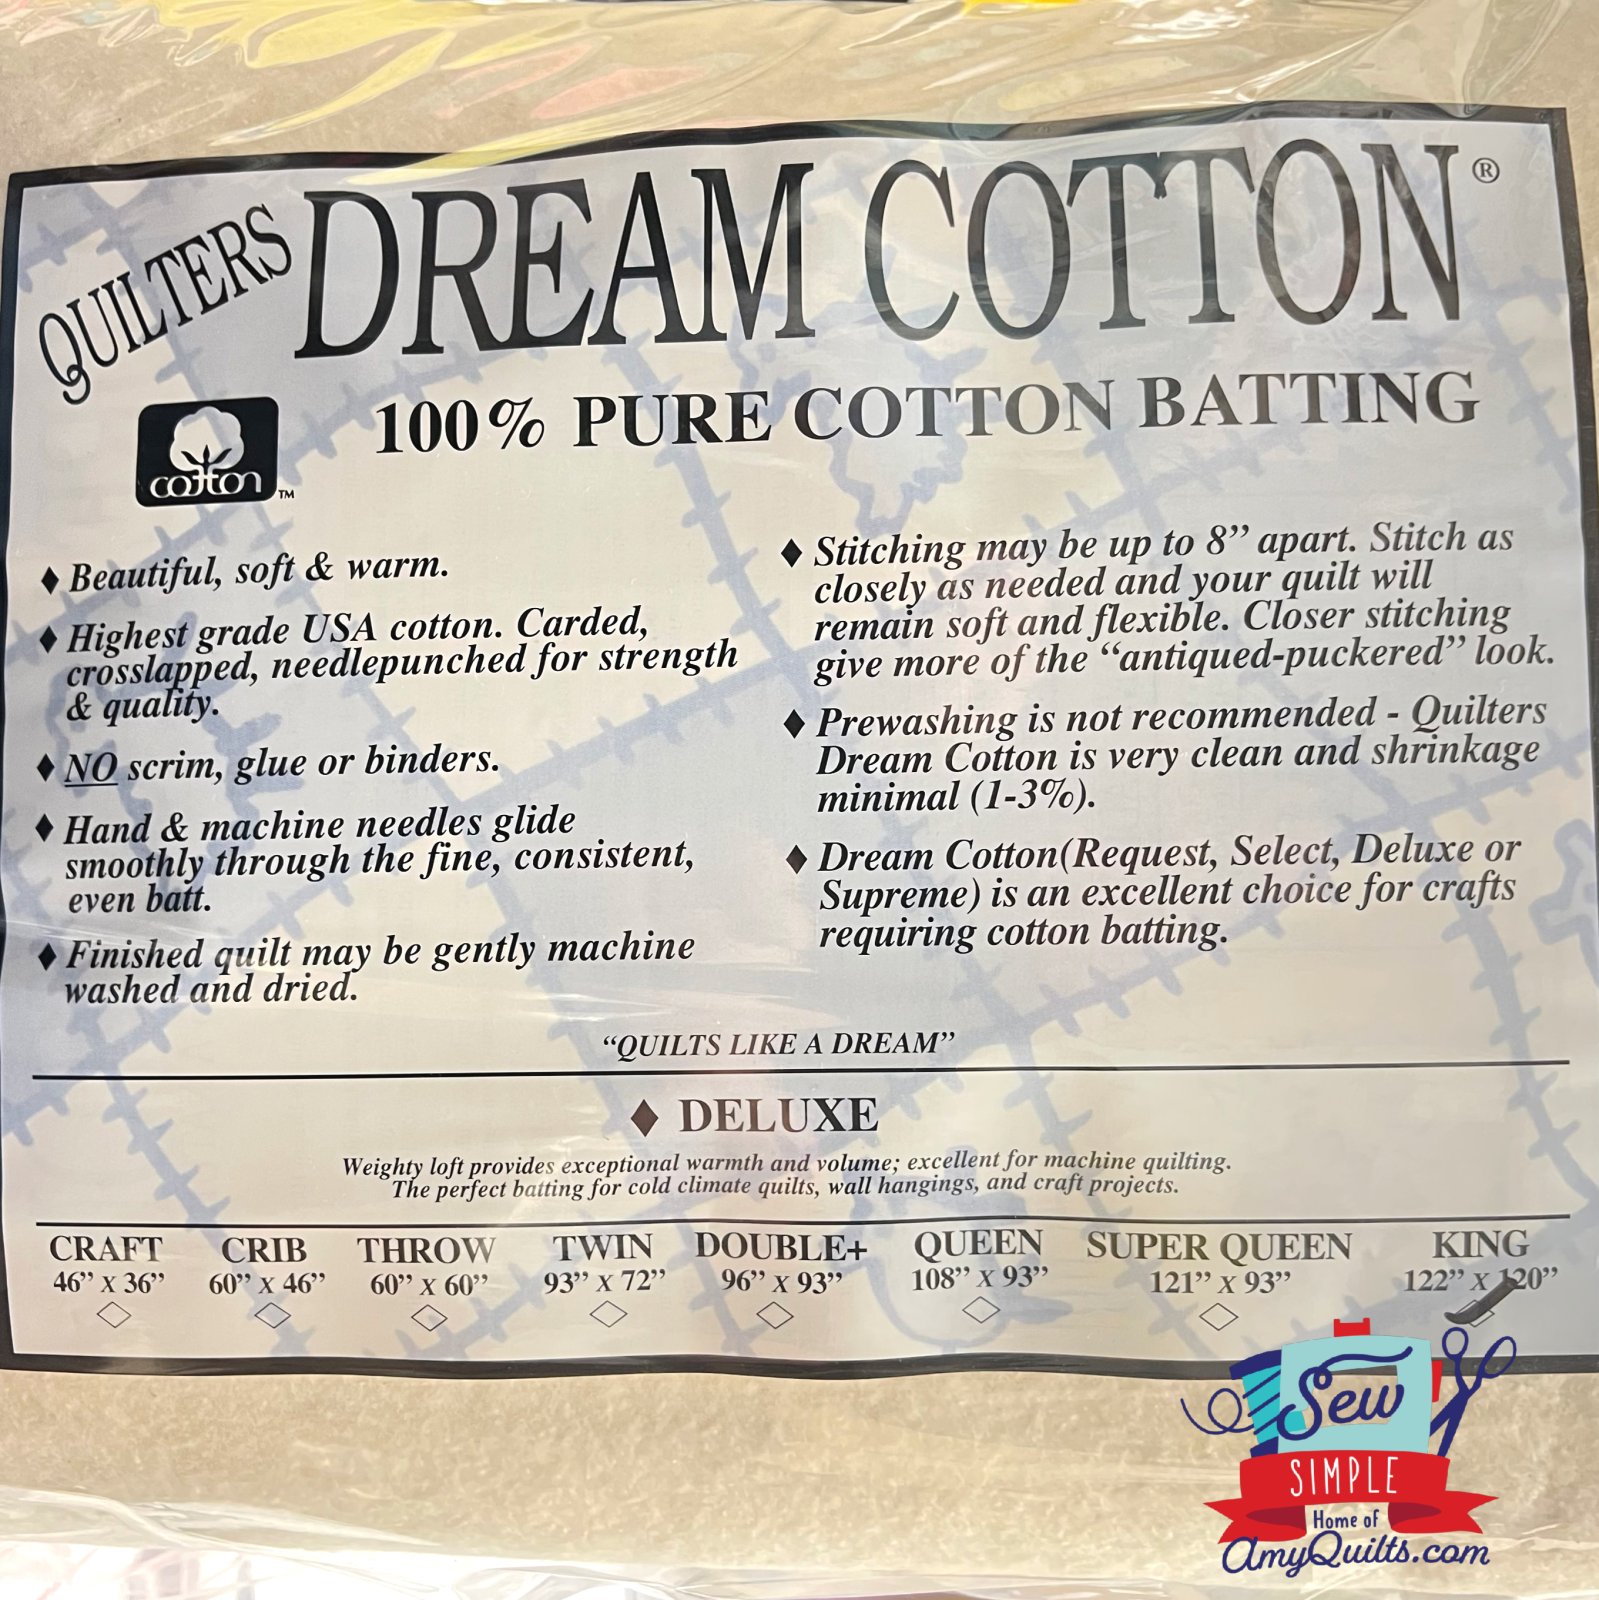 QUILTERS DREAM COTTON®
100% PURE COTTON BATTING
cotton TM
♦ Beautiful, soft & warm.
♦ Highest grade USA cotton. Carded,
crosslapped, needlepunched for strength
& quality.
♦ NO scrim, glue or binders.
♦ Hand & machine needles glide
smoothly through the fine, consistent,
even batt.
♦ Finished quilt may be gently machine
washed and dried.
♦ Stitching may be up to 8” apart. Stitch as
closely as needed and your quilt will
remain soft and flexible. Closer stitching
give more of the “antiqued-puckered” look.
♦ Prewashing is not recommended - Quilters
Dream Cotton is very clean and shrinkage
minimal (1-3%).
♦ Dream Cotton(Request, Select, Deluxe or
Supreme) is an excellent choice for crafts
requiring cotton batting.
“QUILTS LIKE A DREAM”
♦ DELUXE
Weighty loft provides exceptional warmth and volume; excellent for machine quilting.
The perfect batting for cold climate quilts, wall hangings, and craft projects.
CRAFT CRIB THROW TWIN DOUBLE+ QUEEN SUPER QUEEN KING
46” X 36” 60” X 46” 60” X 60” 93” X 72” 96” X 93” 108” X 93” 121” X 93” 122” X 120”
Sew
SIMPLE
Home of
AmyQuilts.com